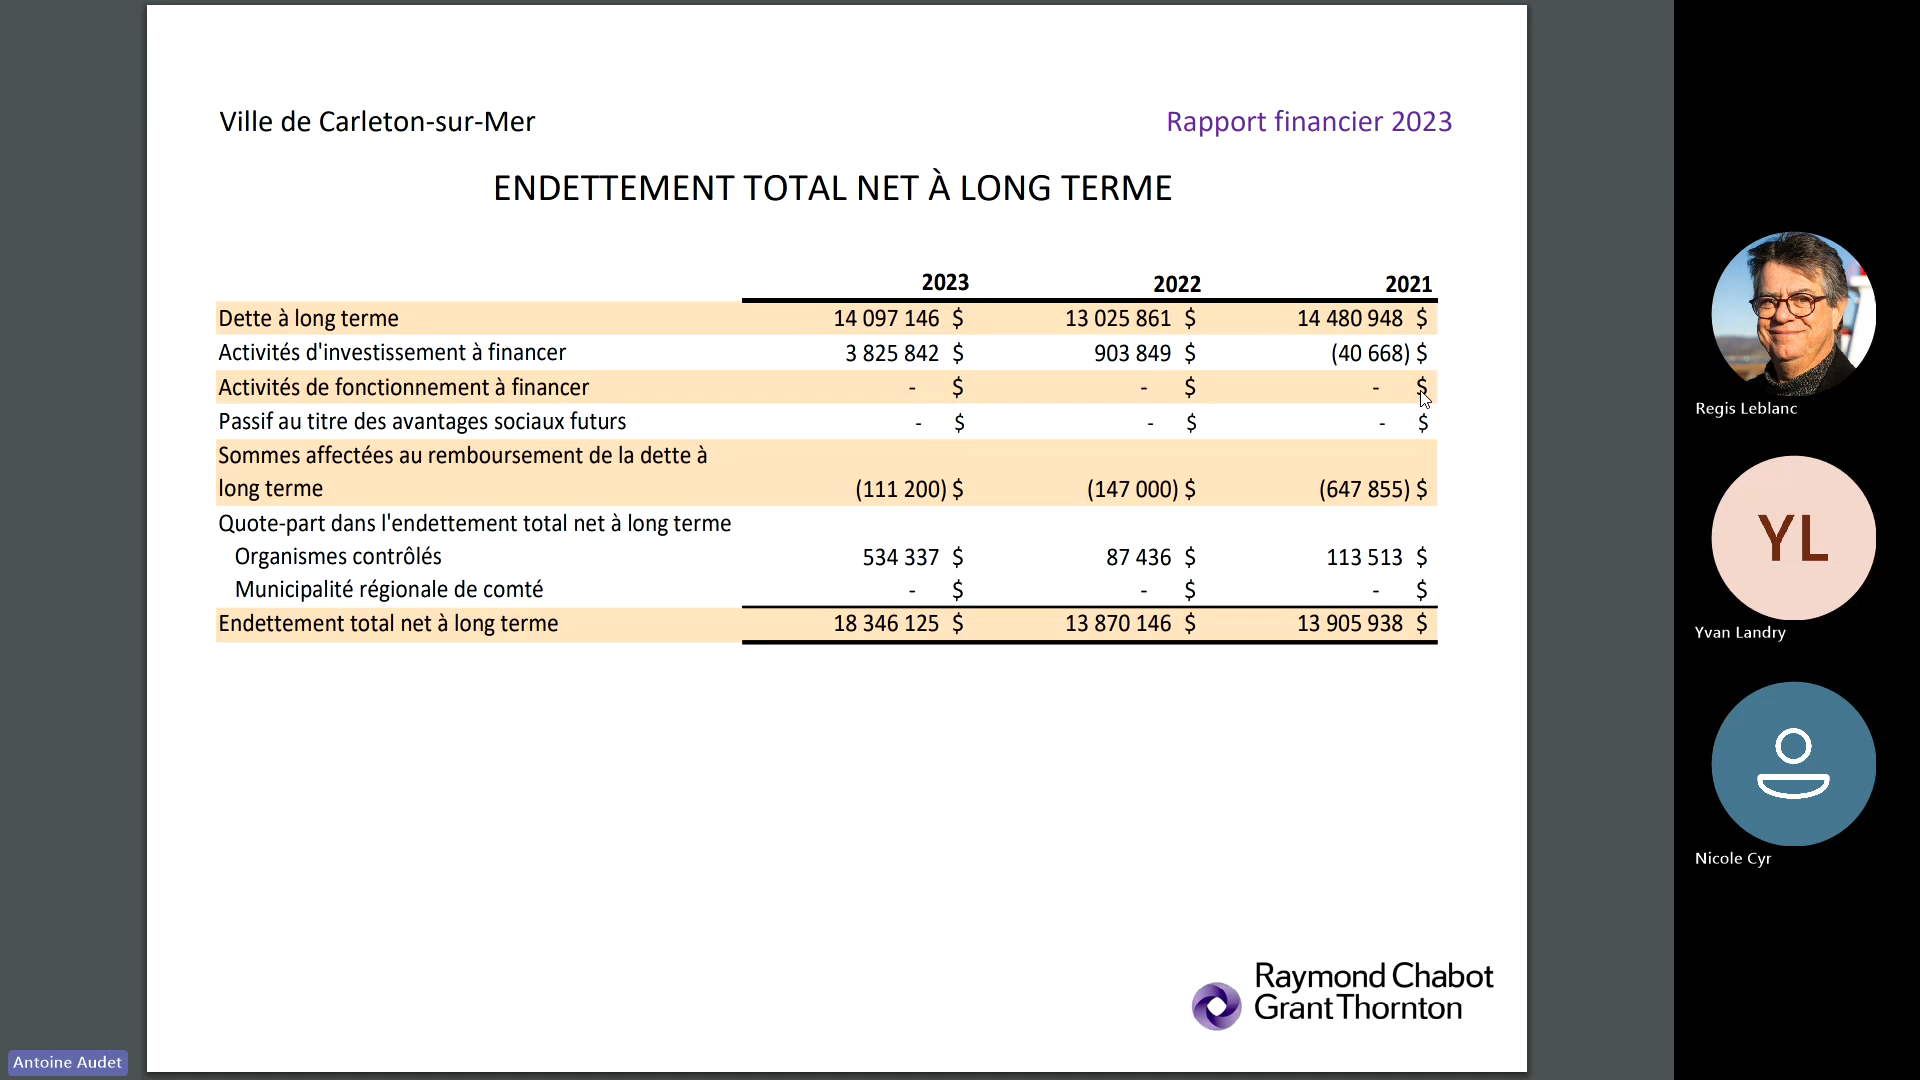 Ville de Carleton-sur-Mer
Rapport financier 2023
ENDETTEMENT TOTAL NET À LONG TERME
2023 2022 2021
Dette à long terme 14 097 146 $ 13 025 861 $ 14 480 948 $
Activités d'investissement à financer 3 825 842 $ 903 849 $ (40 668) $
Activités de fonctionnement à financer - $ - $ - $
Passif au titre des avantages sociaux futurs - $ - $ - $
Sommes affectées au remboursement de la dette à
long terme (111 200) $ (147 000) $ (647 855) $
Quote-part dans l'endettement total net à long terme
Organismes contrôlés 534 337 $ 87 436 $ 113 513 $
Municipalité régionale de comté - $ - $ - $
Endettement total net à long terme 18 346 125 $ 13 870 146 $ 13 905 938 $
Raymond Chabot
Grant Thornton
Antoine Audet
Regis Leblanc
YL
Yvan Landry
Nicole Cyr